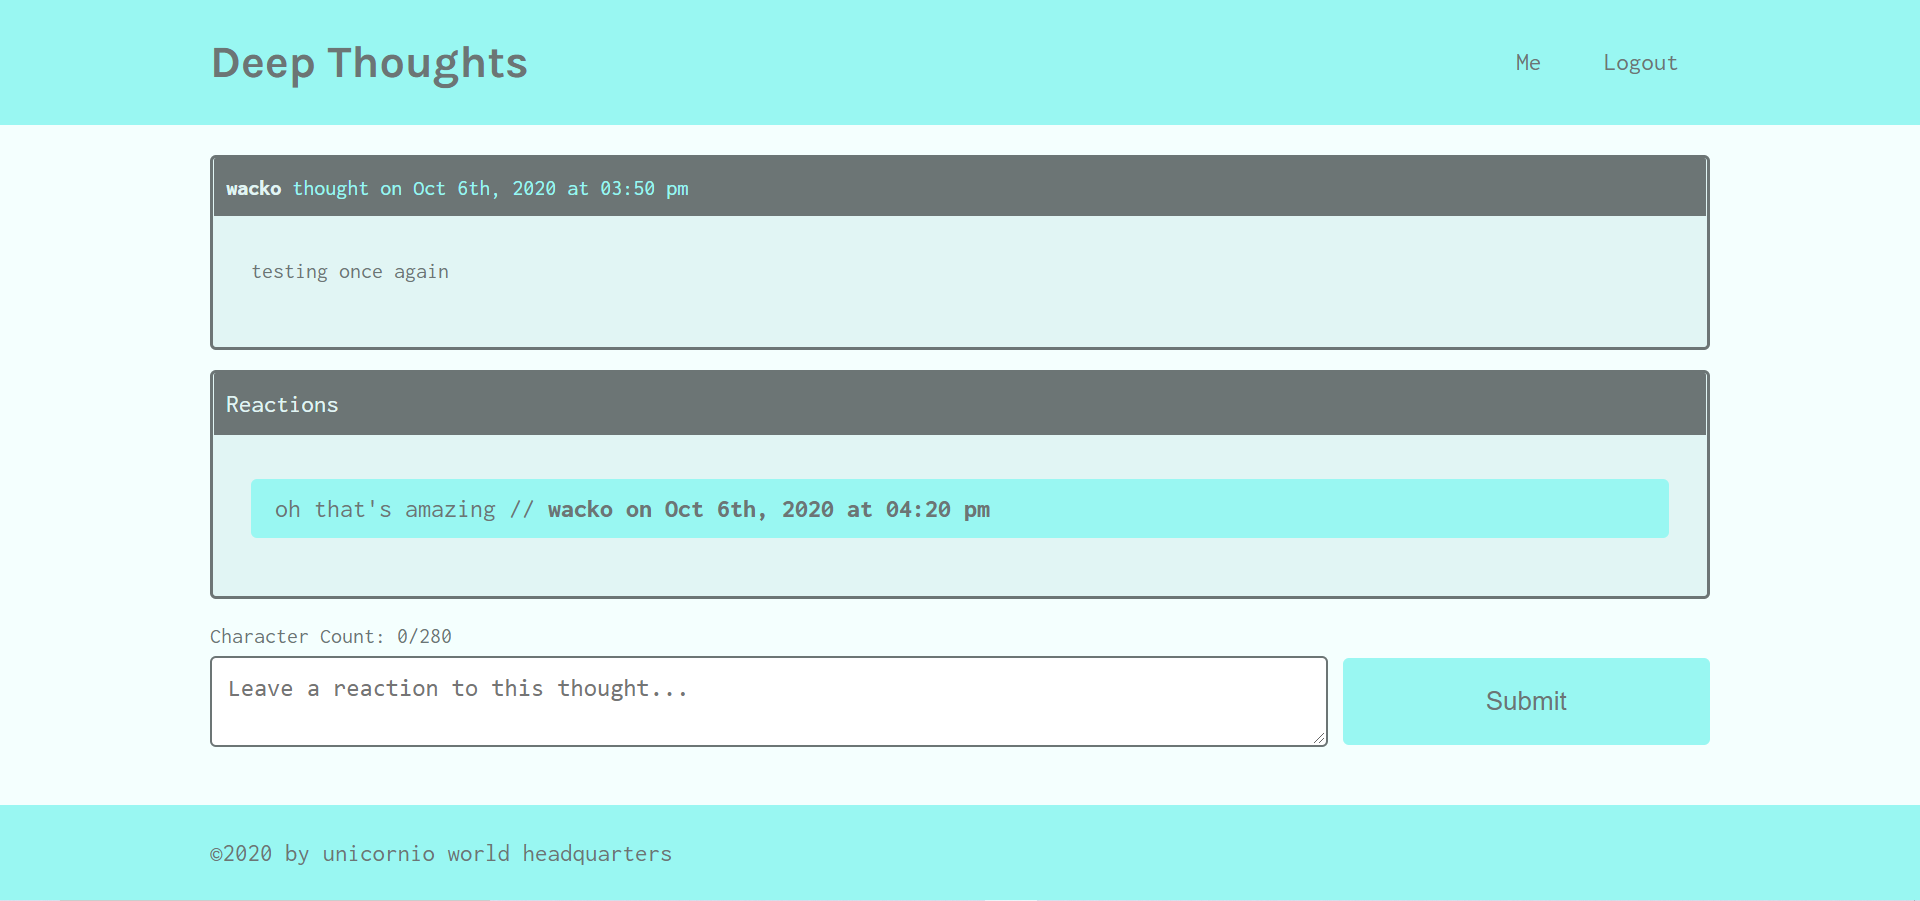 Deep Thoughts
Me Logout
wacko thought on Oct 6th, 2020 at 03:50 pm
testing once again
Reactions
oh that's amazing // wacko on Oct 6th, 2020 at 04:20 pm
Character Count: 0/280
Leave a reaction to this thought...
Submit
©2020 by unicornio world headquarters